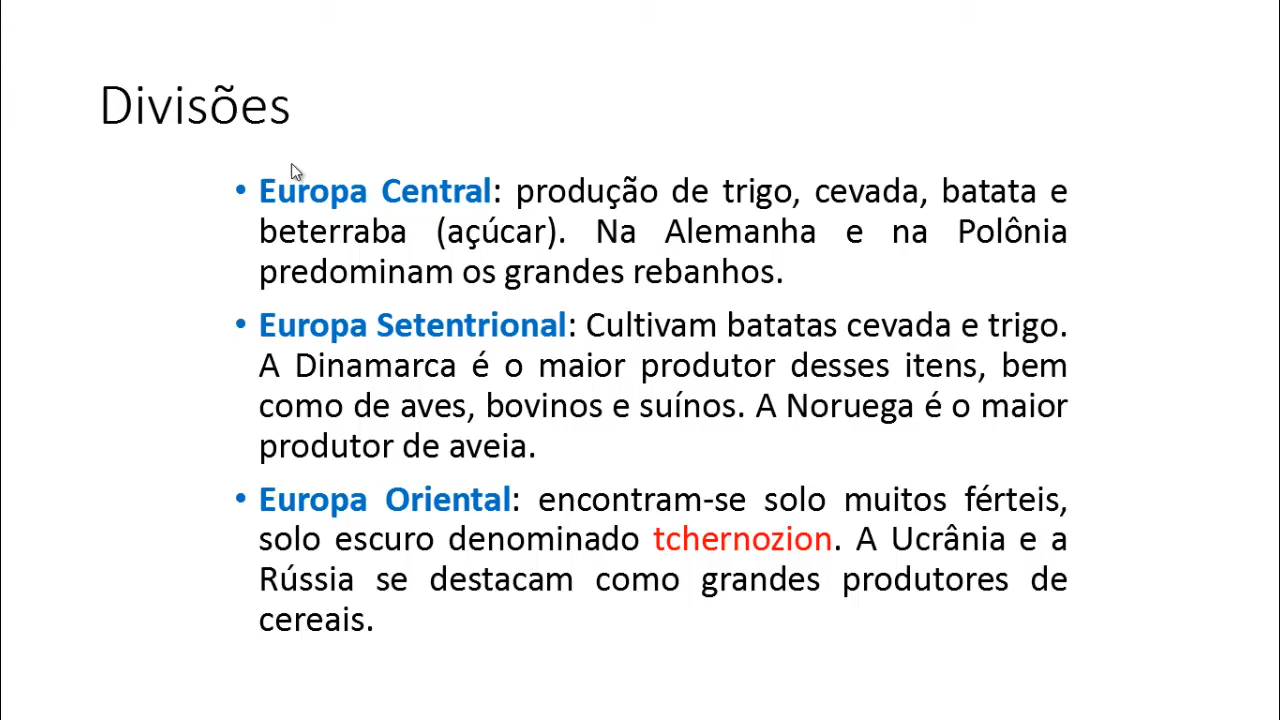 Divisões
• Europa Central: produção de trigo, cevada, batata e
beterraba (açúcar). Na Alemanha e na Polônia
predominam os grandes rebanhos.
• Europa Setentrional: Cultivam batatas cevada e trigo.
A Dinamarca é o maior produtor desses itens, bem
como de aves, bovinos e suínos. A Noruega é o maior
produtor de aveia.
• Europa Oriental: encontram-se solo muitos férteis,
solo escuro denominado tchernozion. A Ucrânia e a
Rússia se destacam como grandes produtores de
cereais.